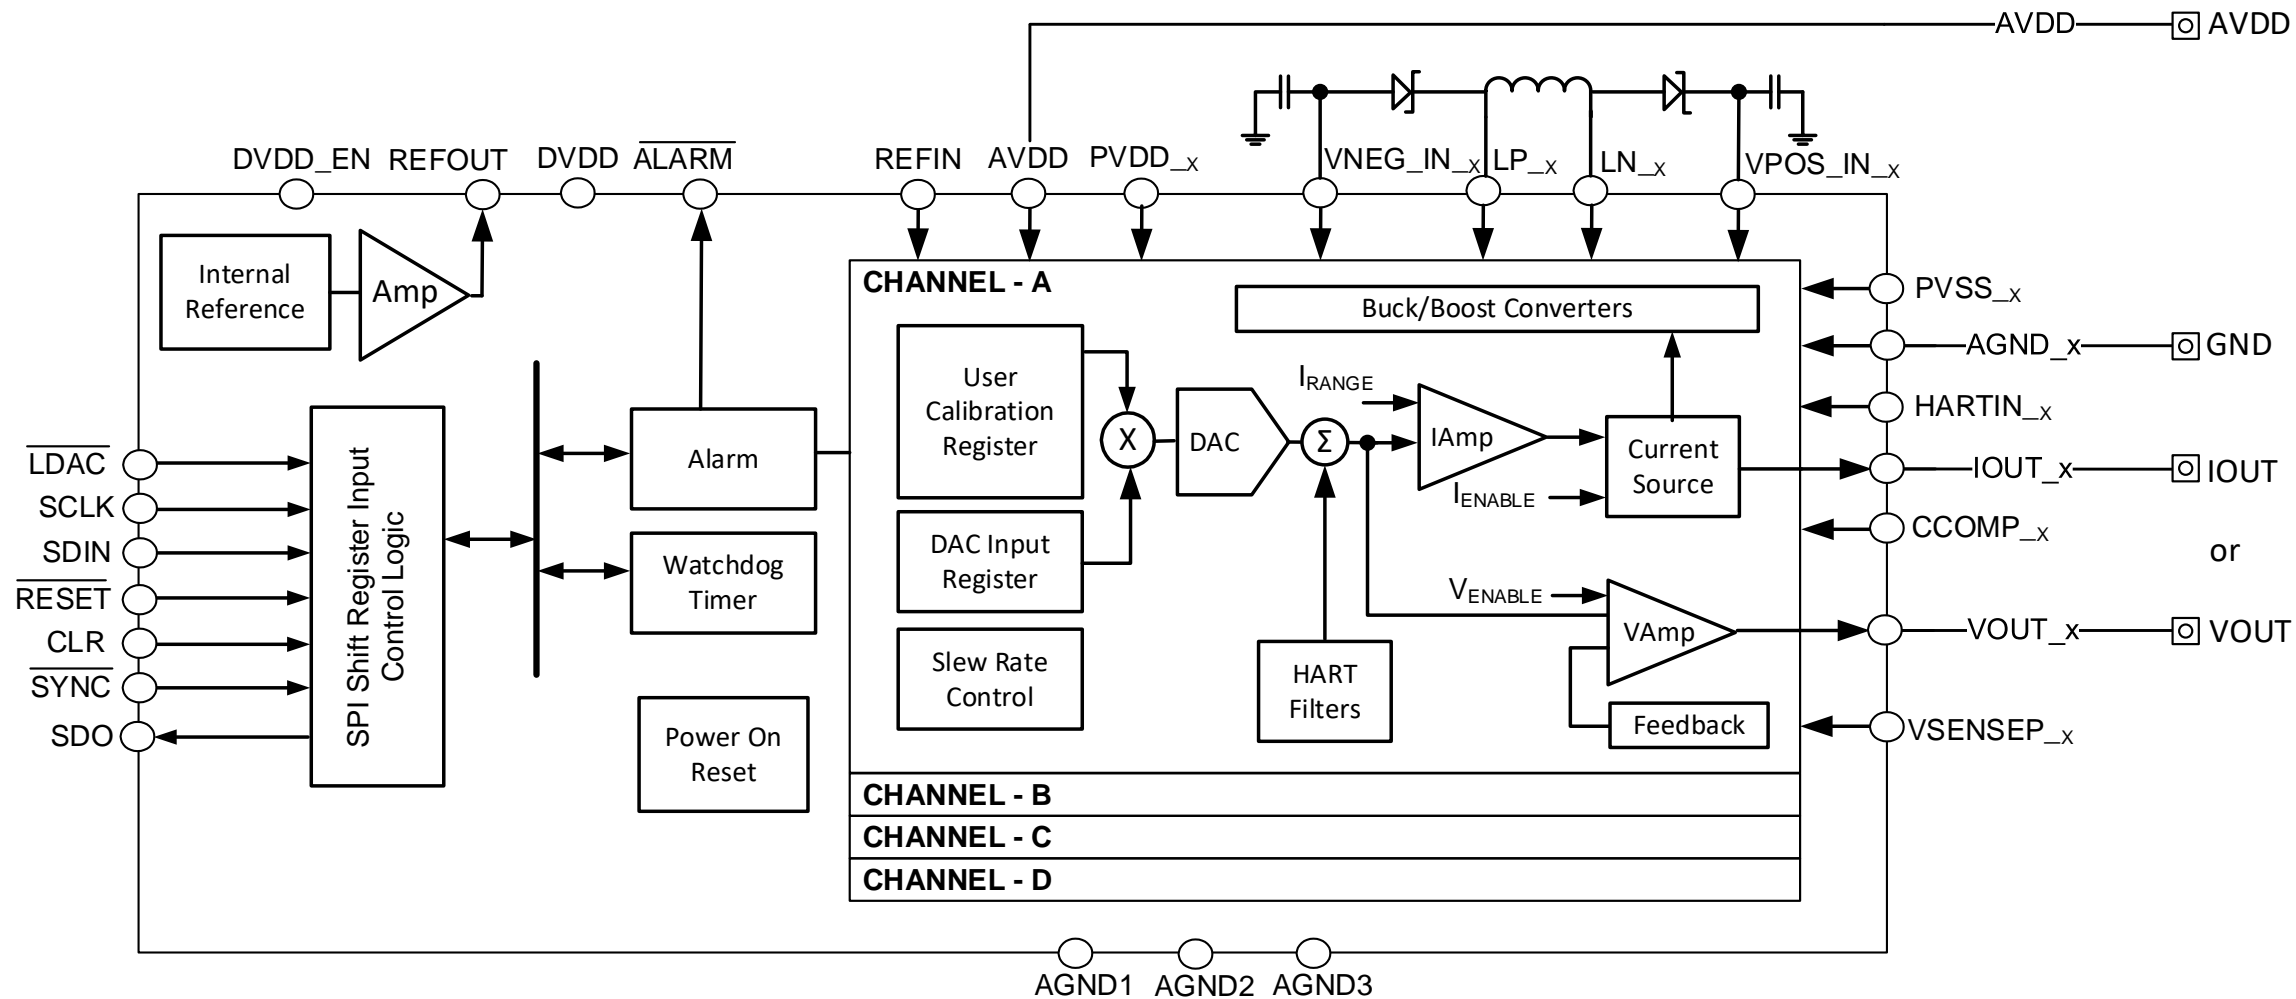 AVDD
AVDD
DVDD_EN
REFOUT
DVDD
ALARM
REFIN
AVDD
PVDD_X
VNEG_IN_X
LP_X
LN_X
VPOS_IN_X
Internal
Reference
Amp
CHANNEL - A
Buck/Boost Converters
PVSS_X
AGND_x
GND
User
Calibration
Register
X
DAC
Σ
IRANGE
IAmp
IENABLE
Current
Source
HARTIN_X
IOUT_x
IOUT
CCOMP_X
or
LDAC
SCLK
SDIN
RESET
CLR
SYNC
SDO
SPI Shift Register Input
Control Logic
Alarm
Watchdog
Timer
Power On
Reset
DAC Input
Register
Slew Rate
Control
HART
Filters
VENABLE
VAmp
Feedback
VOUT_x
VOUT
VSENSEP_X
CHANNEL - B
CHANNEL - C
CHANNEL - D
AGND1
AGND2
AGND3